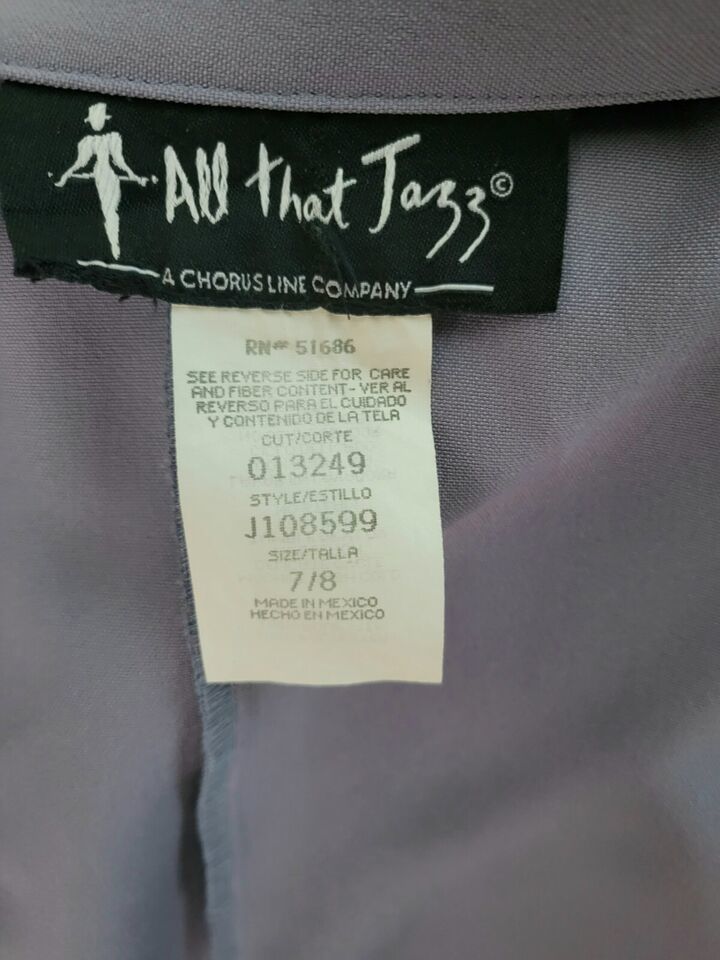 All that Jazz©
A CHORUS LINE COMPANY
RN# 51686
SEE REVERSE SIDE FOR CARE
AND FIBER CONTENT - VER AL
REVERSO PARA EL CUIDADO
Y CONTENIDO DE LA TELA
CUT/CORTE
013249
STYLE/ESTILLO
J108599
SIZE/TALLA
7/8
MADE IN MEXICO
HECHO EN MEXICO